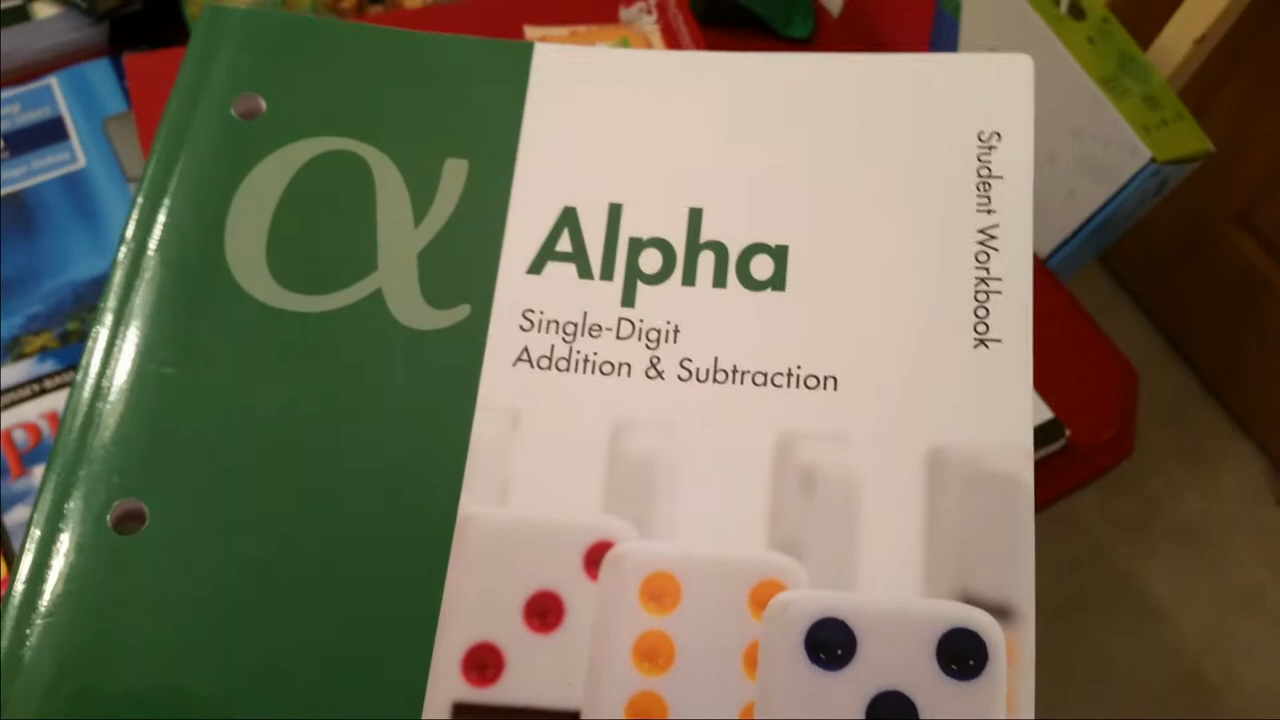 α
Alpha
Single-Digit
Addition & Subtraction
Student Workbook